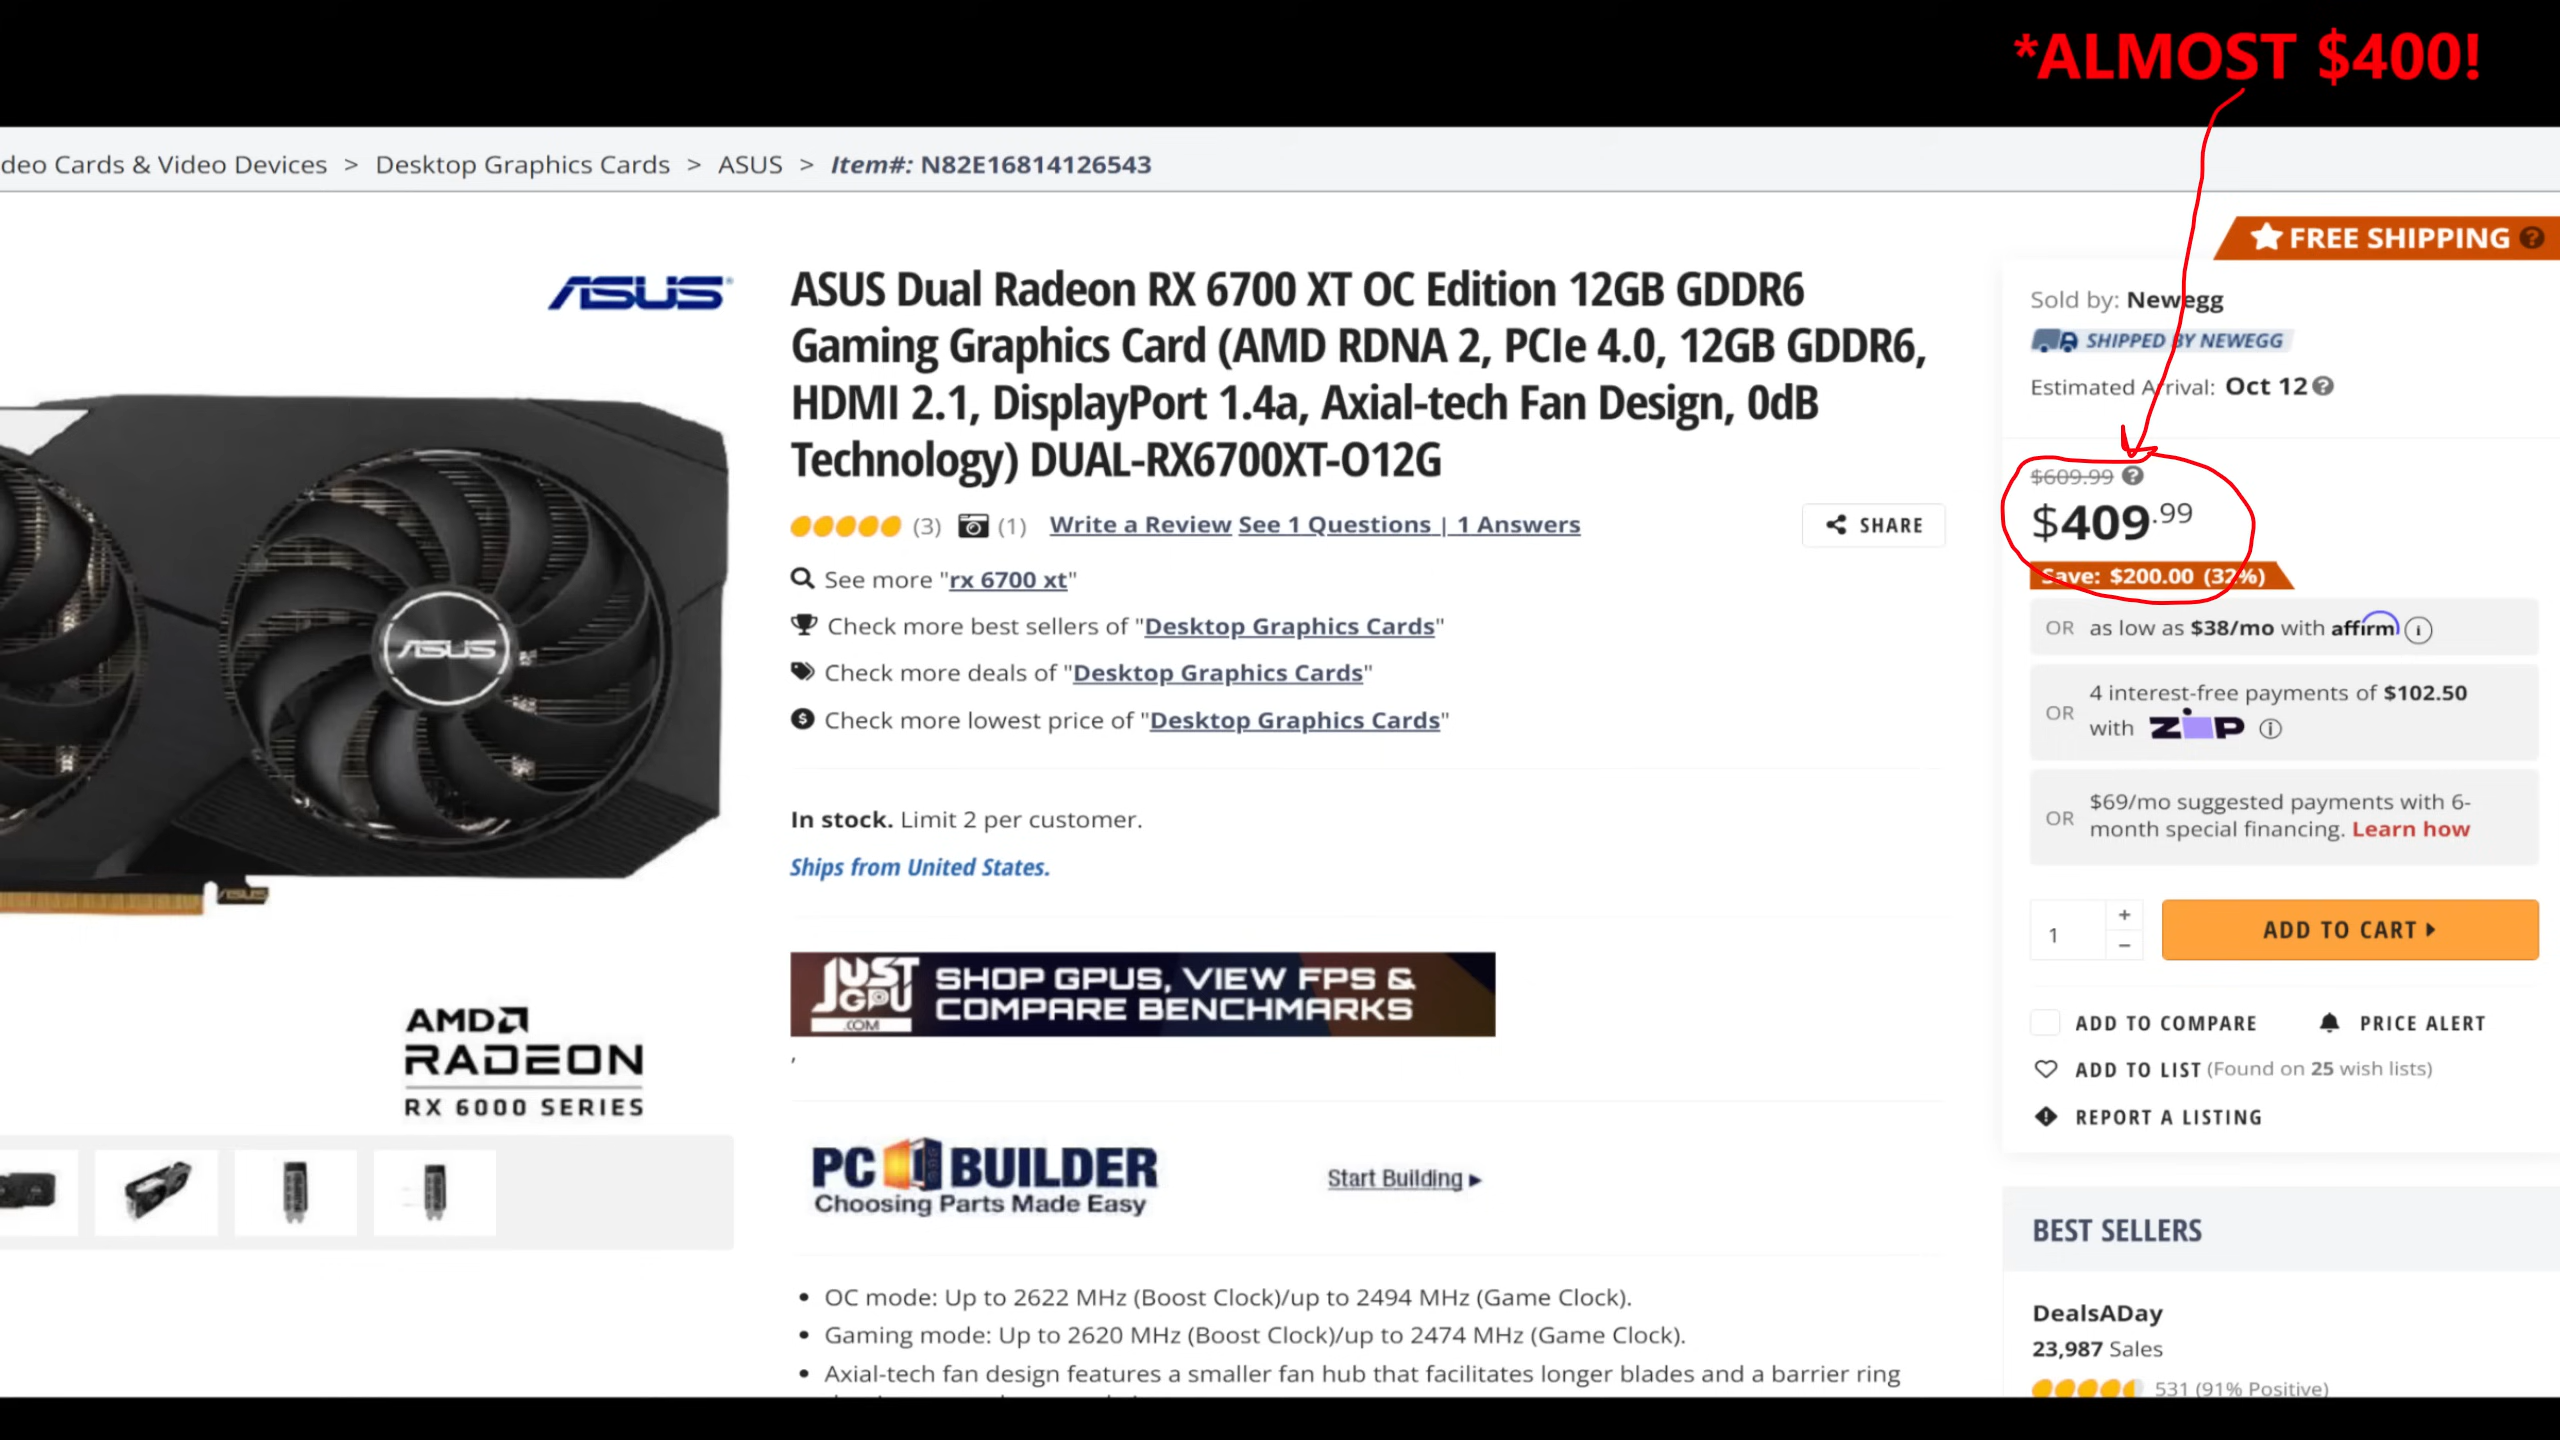 *ALMOST $400!
deo Cards & Video Devices > Desktop Graphics Cards > ASUS > Item#: N82E16814126543
FREE SHIPPING ?
ASUS
ASUS
ASUS
AMD
RADEON
RX 6000 SERIES
ASUS Dual Radeon RX 6700 XT OC Edition 12GB GDDR6
Gaming Graphics Card (AMD RDNA 2, PCIe 4.0, 12GB GDDR6,
HDMI 2.1, DisplayPort 1.4a, Axial-tech Fan Design, 0dB
Technology) DUAL-RX6700XT-O12G
(3) (1) Write a Review See 1 Questions | 1 Answers
SHARE
See more "rx 6700 xt"
Check more best sellers of "Desktop Graphics Cards"
Check more deals of "Desktop Graphics Cards"
Check more lowest price of "Desktop Graphics Cards"
In stock. Limit 2 per customer.
Ships from United States.
JUST
GPU
.COM
SHOP GPUS, VIEW FPS &
COMPARE BENCHMARKS
,
PC BUILDER
Choosing Parts Made Easy
Start Building
• OC mode: Up to 2622 MHz (Boost Clock)/up to 2494 MHz (Game Clock).
• Gaming mode: Up to 2620 MHz (Boost Clock)/up to 2474 MHz (Game Clock).
• Axial-tech fan design features a smaller fan hub that facilitates longer blades and a barrier ring
Sold by: Newegg
SHIPPED BY NEWEGG
Estimated Arrival: Oct 12 ?
$609.99 ?
$409.99
Save: $200.00 (32%)
OR as low as $38/mo with affirm i
OR 4 interest-free payments of $102.50
with ZIP i
OR $69/mo suggested payments with 6-
month special financing. Learn how
1 + −
ADD TO CART
ADD TO COMPARE
PRICE ALERT
ADD TO LIST (Found on 25 wish lists)
REPORT A LISTING
BEST SELLERS
DealsADay
23,987 Sales
531 (91% Positive)